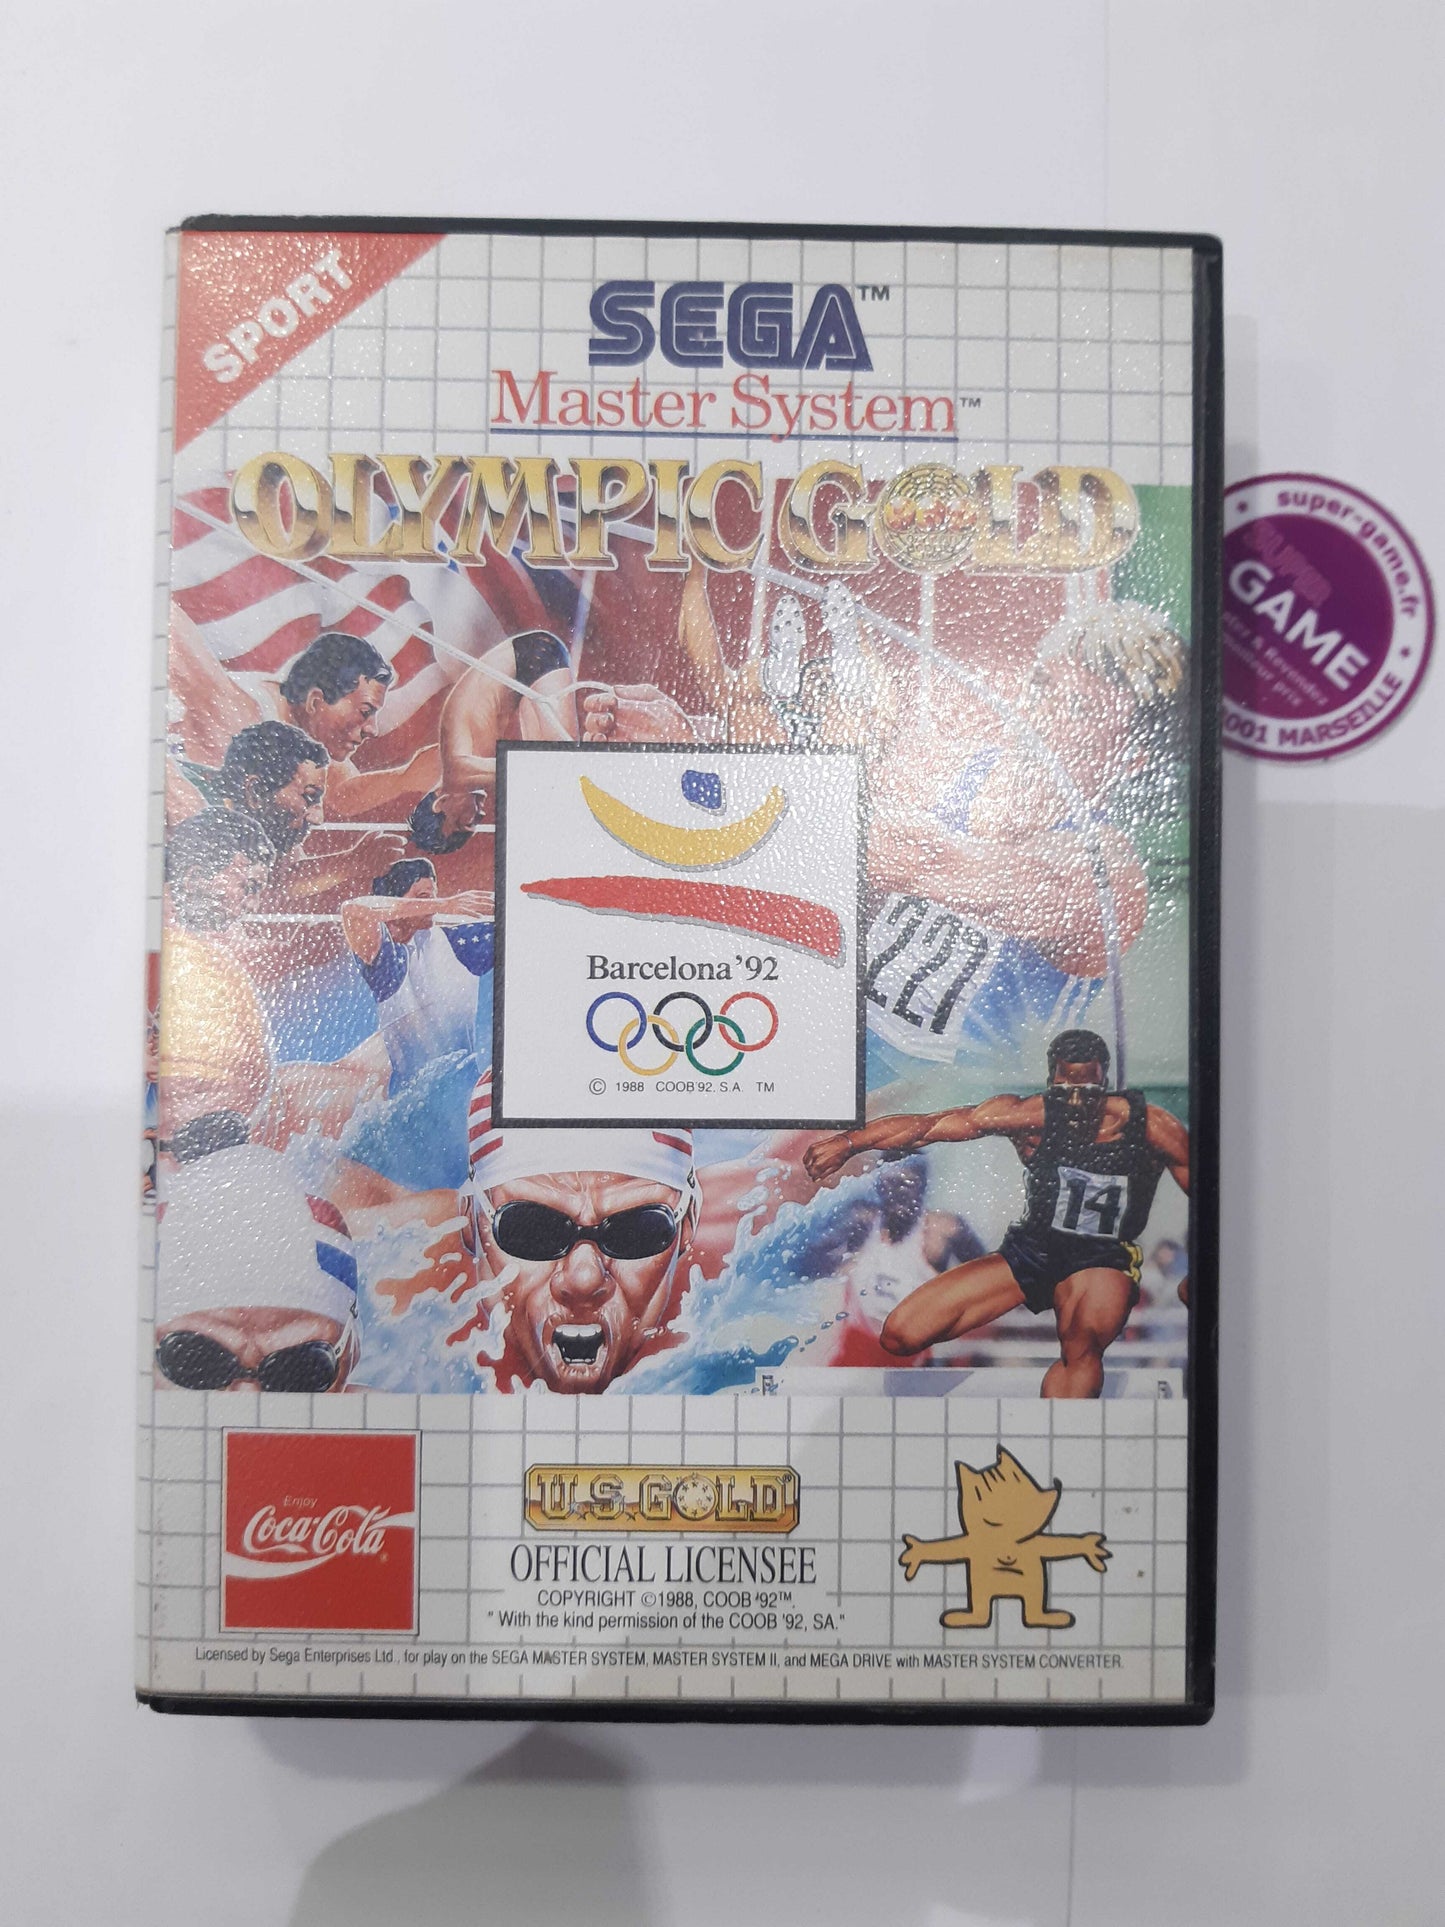 SPORT
SEGA™
Master System™
OLYMPIC GOLD
super-game.fr
SUPER
GAME
MARSEILLE
227
Barcelona '92
© 1988 COOB'92, S.A. TM
14
Enjoy
Coca-Cola
U.S. GOLD®
OFFICIAL LICENSEE
COPYRIGHT ©1988, COOB '92™.
"With the kind permission of the COOB '92, SA."
Licensed by Sega Enterprises Ltd., for play on the SEGA MASTER SYSTEM, MASTER SYSTEM II, and MEGA DRIVE with MASTER SYSTEM CONVERTER.